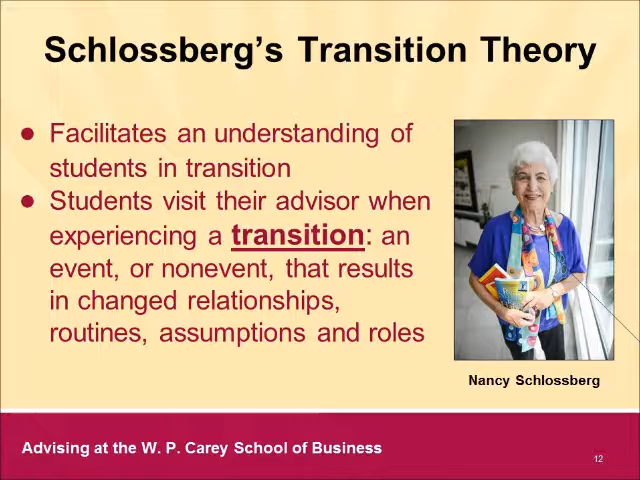 Schlossberg's Transition Theory
● Facilitates an understanding of
students in transition
● Students visit their advisor when
experiencing a transition: an
event, or nonevent, that results
in changed relationships,
routines, assumptions and roles
Nancy Schlossberg
Advising at the W. P. Carey School of Business
12